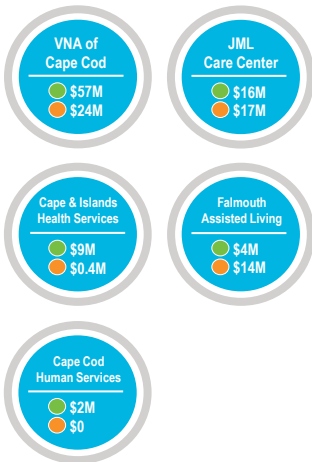 VNA of
Cape Cod
$57M
$24M
JML
Care Center
$16M
$17M
Cape & Islands
Health Services
$9M
$0.4M
Falmouth
Assisted Living
$4M
$14M
Cape Cod
Human Services
$2M
$0